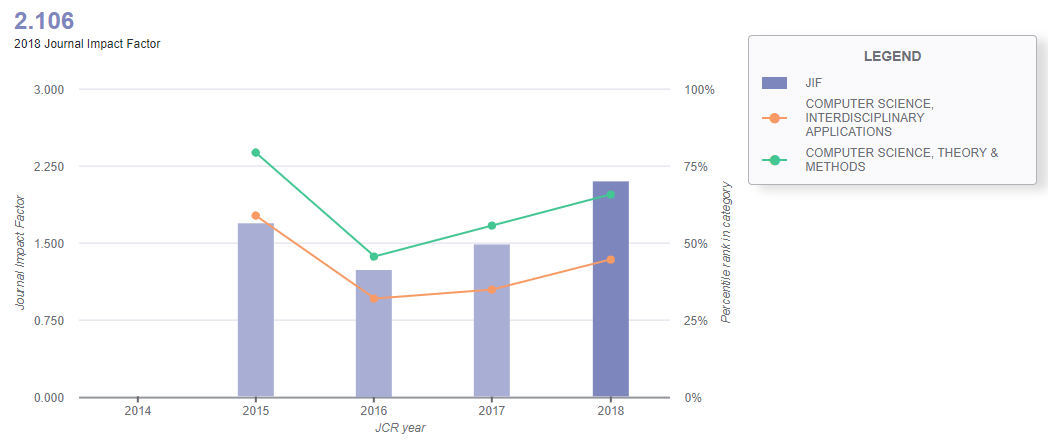 2.106
2018 Journal Impact Factor
LEGEND
JIF
COMPUTER SCIENCE,
INTERDISCIPLINARY
APPLICATIONS
COMPUTER SCIENCE, THEORY &
METHODS
3.000
2.250
1.500
0.750
0.000
Journal Impact Factor
100%
75%
50%
25%
0%
Percentile rank in category
2014
2015
2016
2017
2018
JCR year